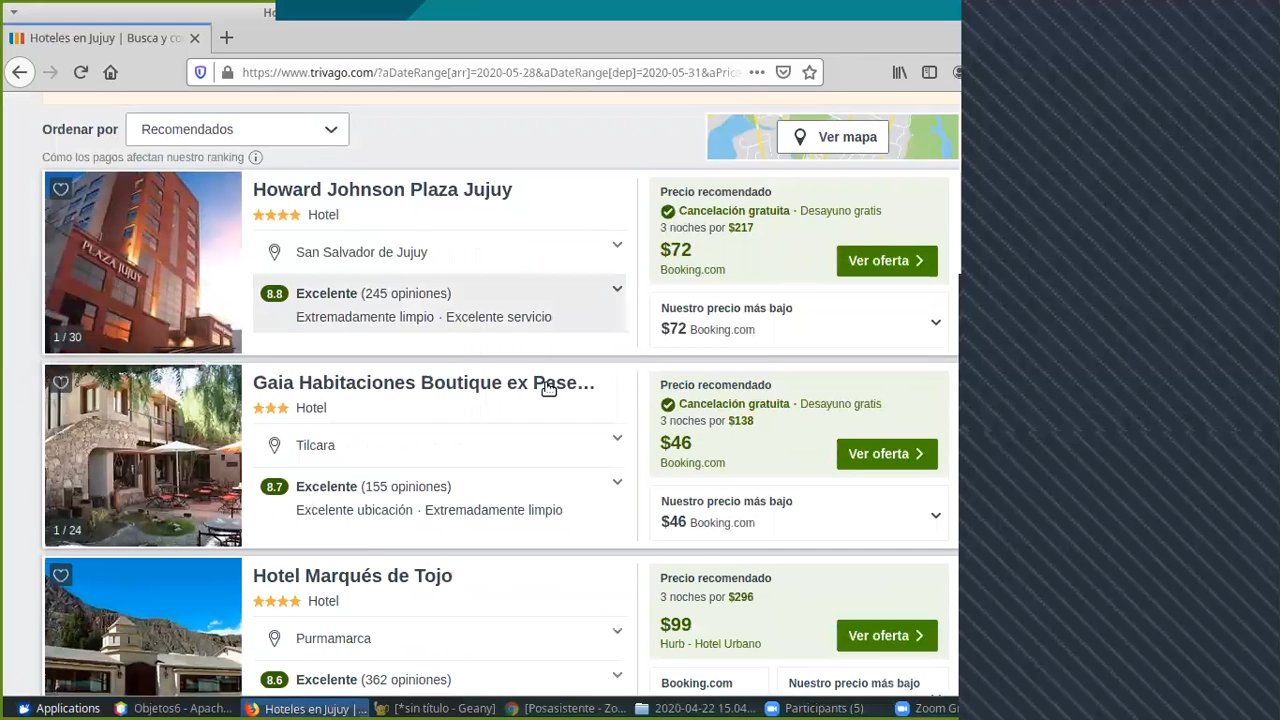 Ho
Hoteles en Jujuy | Busca y co
https://www.trivago.com/?aDateRange[arr]=2020-05-28&aDateRange[dep]=2020-05-31&aPric
Ordenar por
Recomendados
Ver mapa
Cómo los pagos afectan nuestro ranking
PLAZA JUJUY
1 / 30
Howard Johnson Plaza Jujuy
Hotel
San Salvador de Jujuy
8.8 Excelente (245 opiniones)
Extremadamente limpio · Excelente servicio
Precio recomendado
Cancelación gratuita · Desayuno gratis
3 noches por $217
$72
Booking.com
Ver oferta
Nuestro precio más bajo
$72 Booking.com
1 / 24
Gaia Habitaciones Boutique ex Pose…
Hotel
Tilcara
8.7 Excelente (155 opiniones)
Excelente ubicación · Extremadamente limpio
Precio recomendado
Cancelación gratuita · Desayuno gratis
3 noches por $138
$46
Booking.com
Ver oferta
Nuestro precio más bajo
$46 Booking.com
Hotel Marqués de Tojo
Hotel
Purmamarca
8.6 Excelente (362 opiniones)
Precio recomendado
3 noches por $296
$99
Hurb - Hotel Urbano
Ver oferta
Booking.com
Nuestro precio más bajo
Applications
Objetos6 - Apach...
Hoteles en Jujuy |...
[*sin título - Geany]
[Posasistente - Zo...
2020-04-22 15.04...
Participants (5)
Zoom Gr